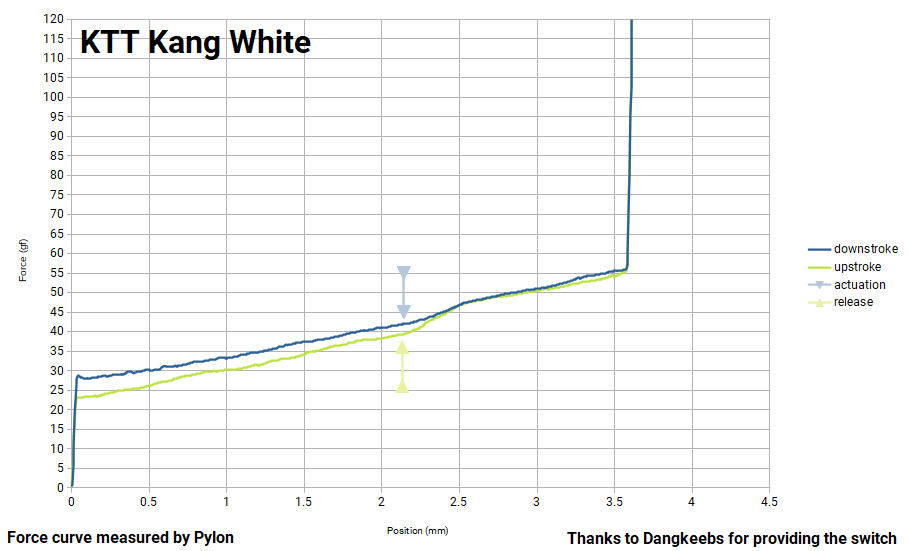 KTT Kang White
120
115
110
105
100
95
90
85
80
75
70
65
60
55
50
45
40
35
30
25
20
15
10
5
0
Force (gf)
0 0.5 1 1.5 2 2.5 3 3.5 4 4.5
Position (mm)
downstroke
upstroke
actuation
release
Force curve measured by Pylon
Thanks to Dangkeebs for providing the switch